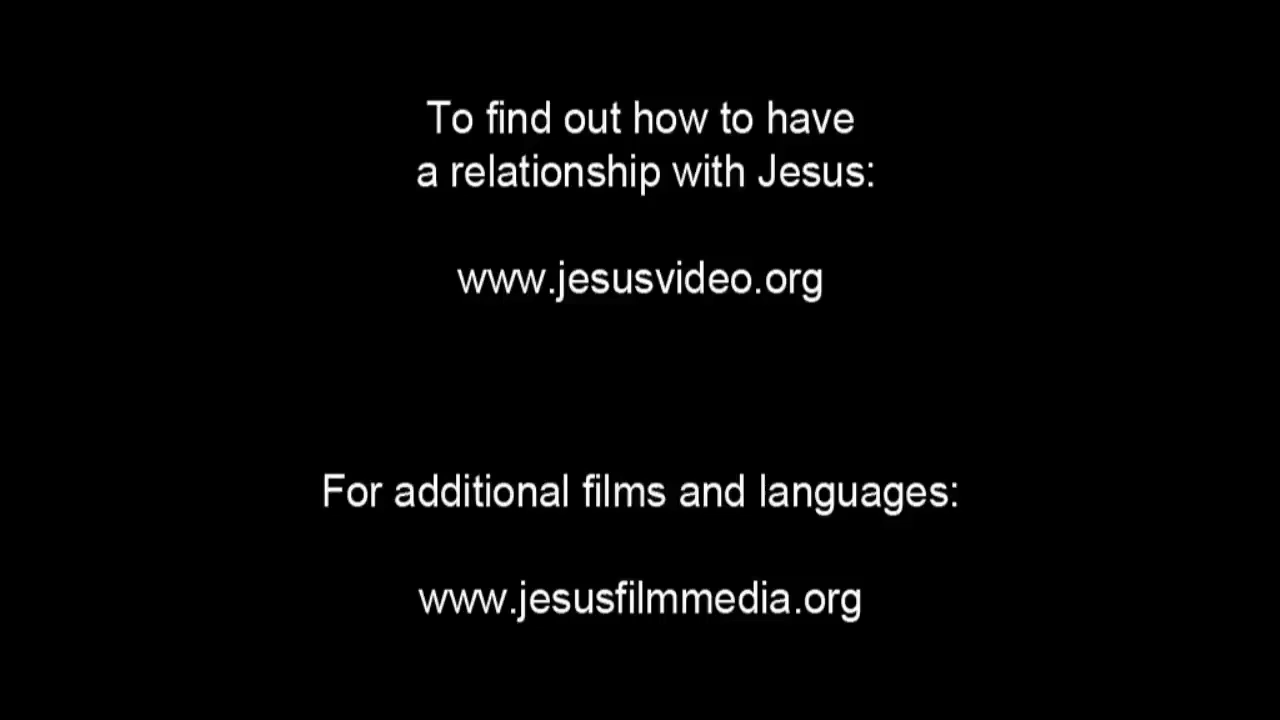 To find out how to have
a relationship with Jesus:
www.jesusvideo.org
For additional films and languages:
www.jesusfilmmedia.org